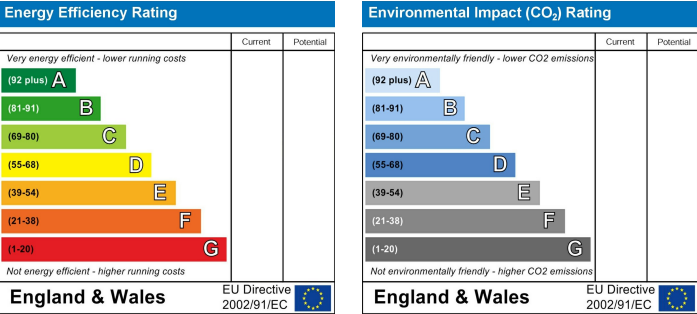 Energy Efficiency Rating
Current Potential
Very energy efficient - lower running costs
(92 plus) A
(81-91) B
(69-80) C
(55-68) D
(39-54) E
(21-38) F
(1-20) G
Not energy efficient - higher running costs
England & Wales
EU Directive
2002/91/EC
Environmental Impact (CO₂) Rating
Current Potential
Very environmentally friendly - lower CO2 emissions
(92 plus) A
(81-91) B
(69-80) C
(55-68) D
(39-54) E
(21-38) F
(1-20) G
Not environmentally friendly - higher CO2 emissions
England & Wales
EU Directive
2002/91/EC